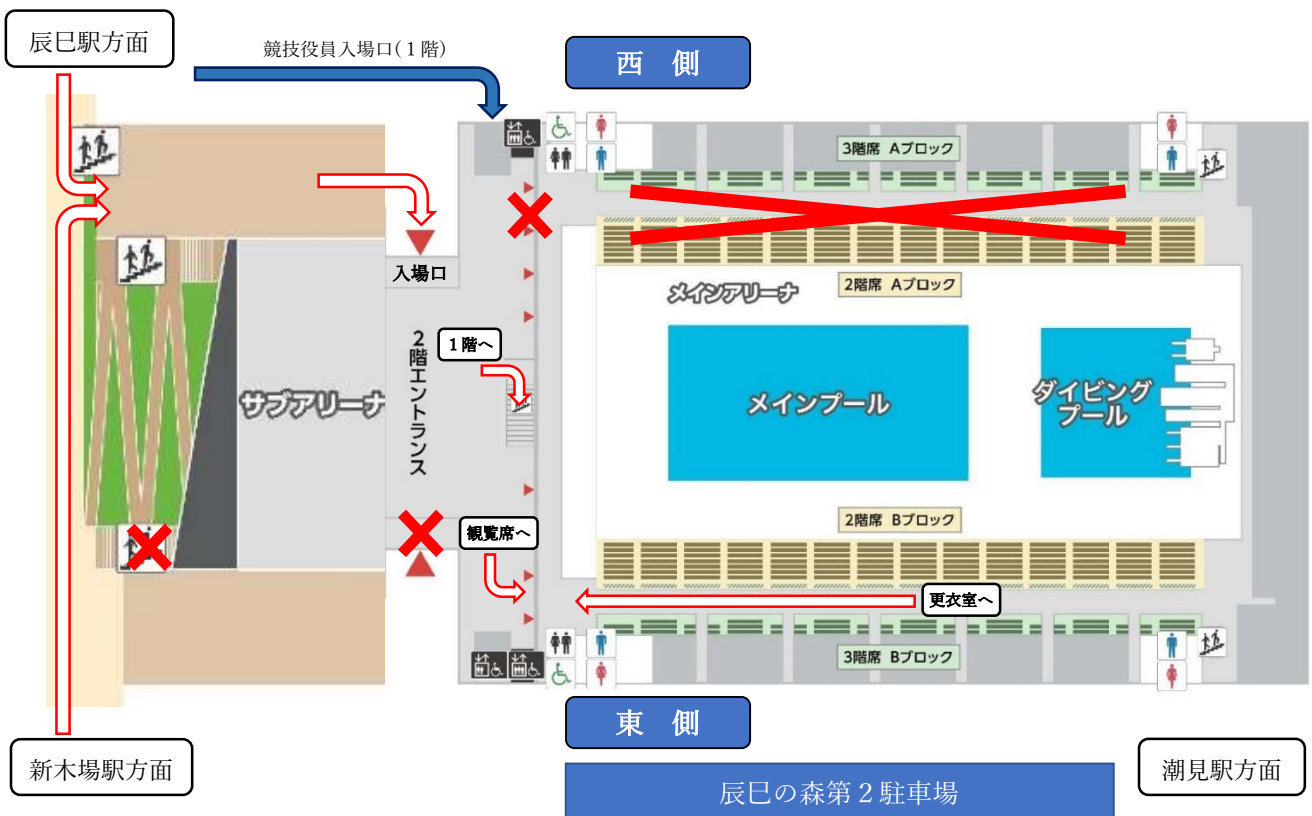 辰巳駅方面
競技役員入場口(１階)
西　側
3階席 Aブロック
入場口
メインアリーナ
2階席 Aブロック
１階へ
２階エントランス
サブアリーナ
メインプール
ダイビング
プール
観覧席へ
2階席 Bブロック
更衣室へ
3階席 Bブロック
東　側
新木場駅方面
辰巳の森第２駐車場
潮見駅方面